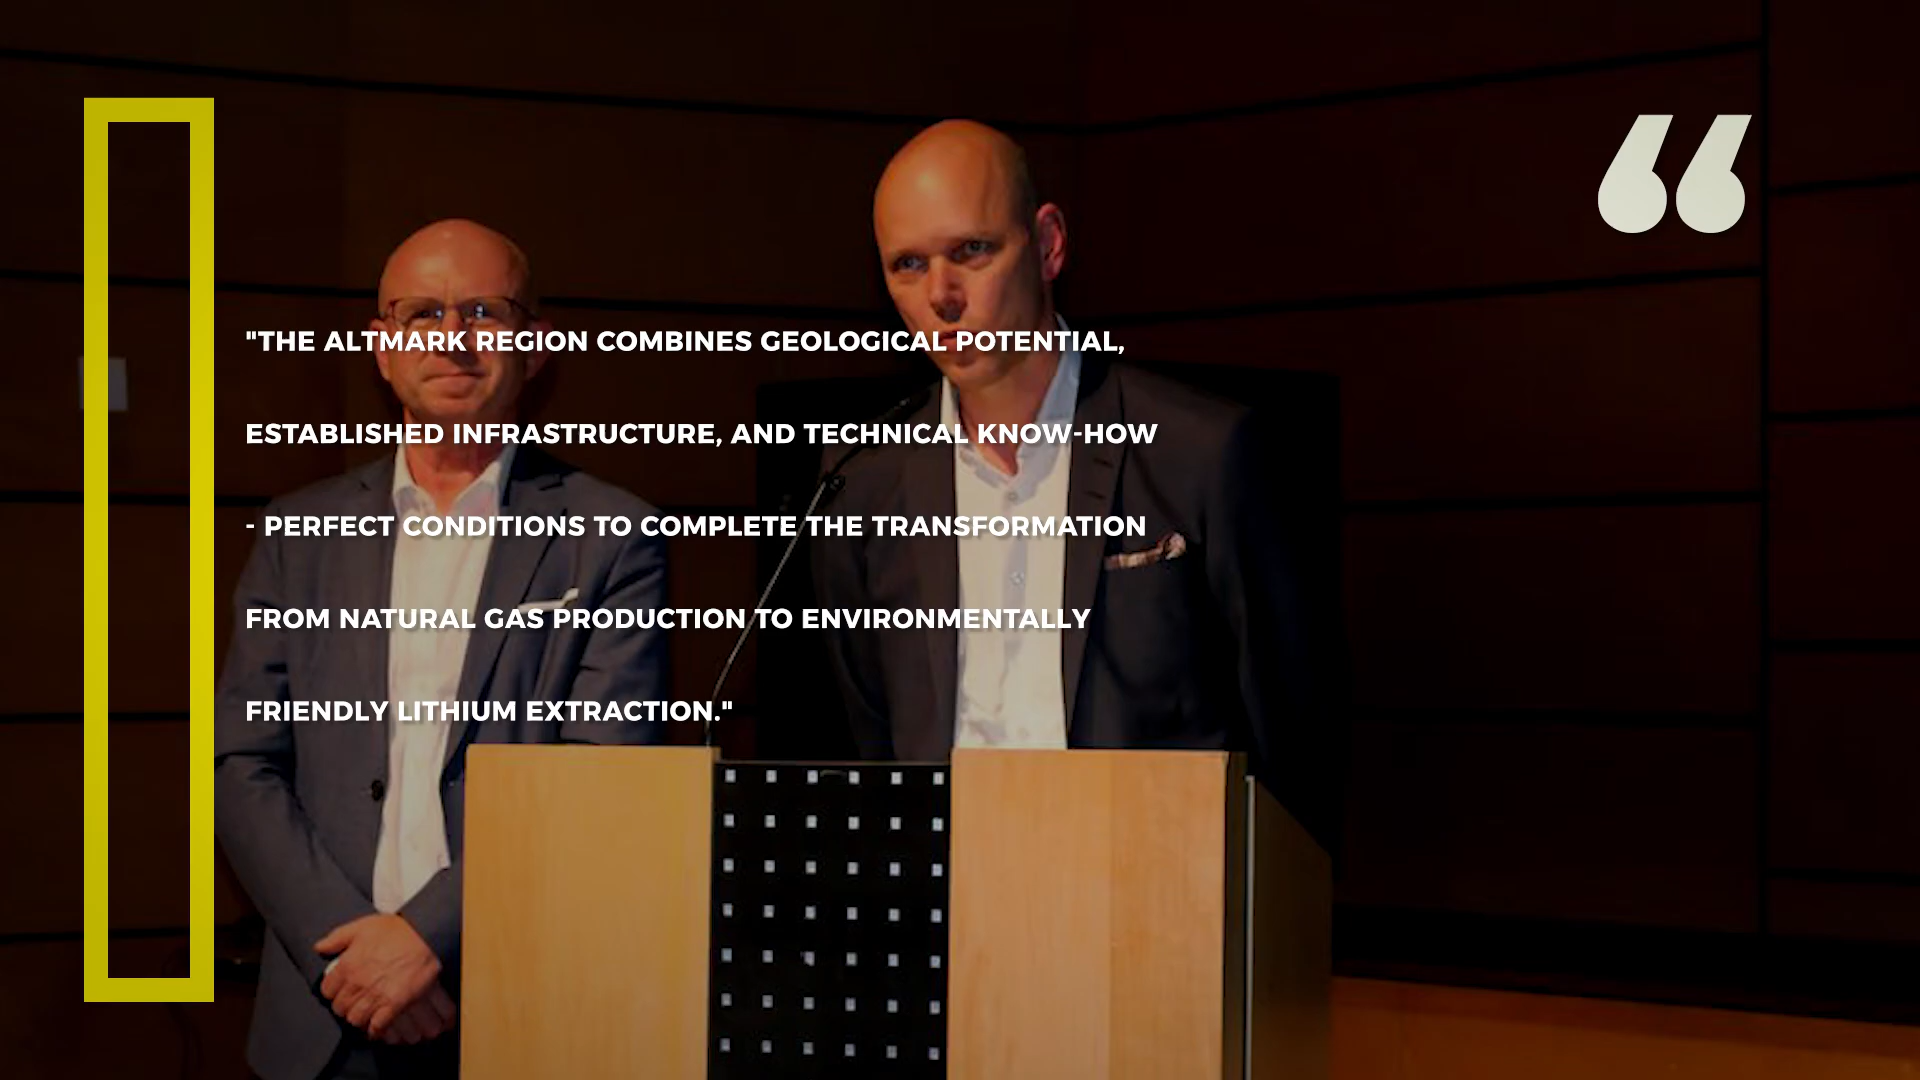 "THE ALTMARK REGION COMBINES GEOLOGICAL POTENTIAL,
ESTABLISHED INFRASTRUCTURE, AND TECHNICAL KNOW-HOW
- PERFECT CONDITIONS TO COMPLETE THE TRANSFORMATION
FROM NATURAL GAS PRODUCTION TO ENVIRONMENTALLY
FRIENDLY LITHIUM EXTRACTION."